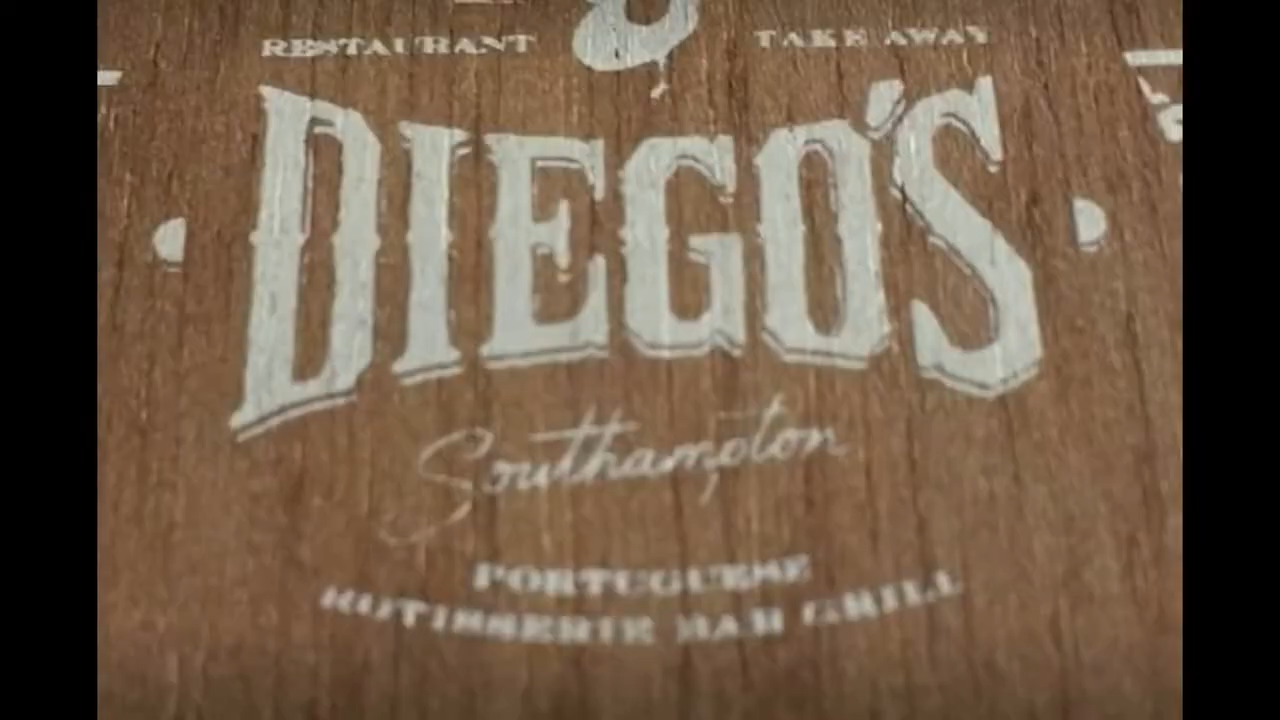 RESTAURANT TAKE AWAY
DIEGO'S
Southampton
PORTUGUESE
ROTISSERIE BAR GRILL